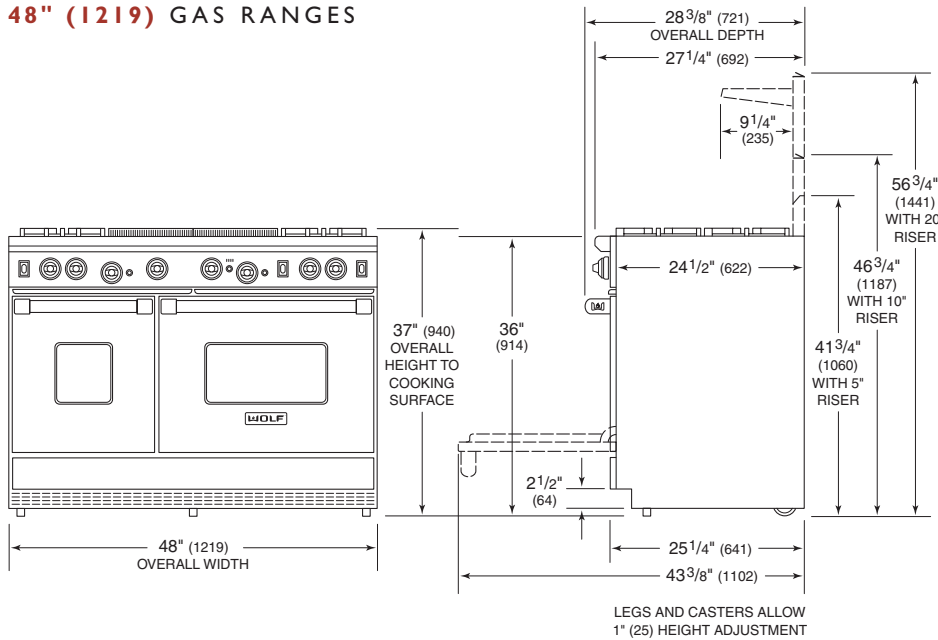 48" (1219) GAS RANGES
28 3/8" (721)
OVERALL DEPTH
27 1/4" (692)
9 1/4"
(235)
56 3/4"
(1441)
WITH 20
RISER
46 3/4"
(1187)
WITH 10"
RISER
41 3/4"
(1060)
WITH 5"
RISER
24 1/2" (622)
37" (940)
OVERALL
HEIGHT TO
COOKING
SURFACE
36"
(914)
WOLF
2 1/2"
(64)
48" (1219)
OVERALL WIDTH
25 1/4" (641)
43 3/8" (1102)
LEGS AND CASTERS ALLOW
1" (25) HEIGHT ADJUSTMENT